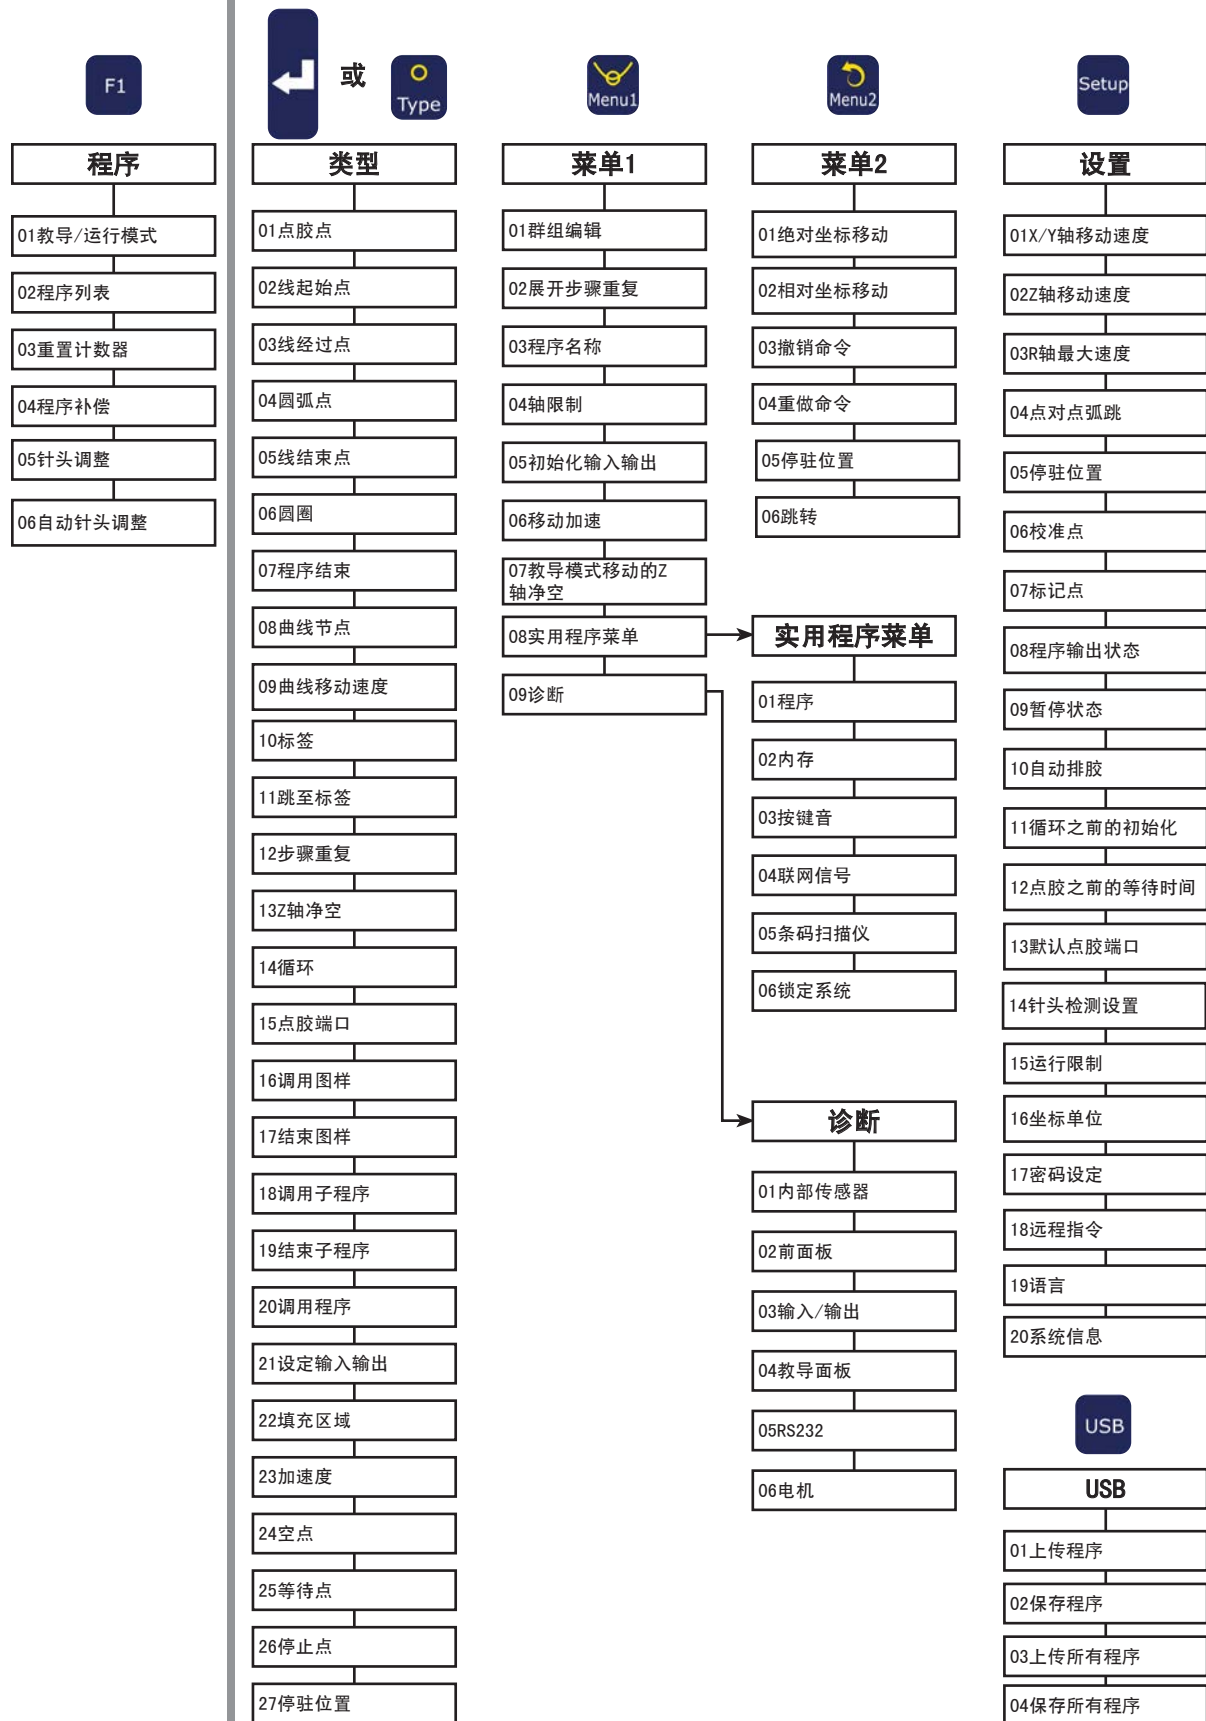 F1
程序
01教导/运行模式
02程序列表
03重置计数器
04程序补偿
05针头调整
06自动针头调整
或
Type
类型
01点胶点
02线起始点
03线经过点
04圆弧点
05线结束点
06圆圈
07程序结束
08曲线节点
09曲线移动速度
10标签
11跳至标签
12步骤重复
13Z轴净空
14循环
15点胶端口
16调用图样
17结束图样
18调用子程序
19结束子程序
20调用程序
21设定输入输出
22填充区域
23加速度
24空点
25等待点
26停止点
27停驻位置
Menu1
菜单1
01群组编辑
02展开步骤重复
03程序名称
04轴限制
05初始化输入输出
06移动加速
07教导模式移动的Z
轴净空
08实用程序菜单
09诊断
Menu2
菜单2
01绝对坐标移动
02相对坐标移动
03撤销命令
04重做命令
05停驻位置
06跳转
实用程序菜单
01程序
02内存
03按键音
04联网信号
05条码扫描仪
06锁定系统
诊断
01内部传感器
02前面板
03输入/输出
04教导面板
05RS232
06电机
Setup
设置
01X/Y轴移动速度
02Z轴移动速度
03R轴最大速度
04点对点弧跳
05停驻位置
06校准点
07标记点
08程序输出状态
09暂停状态
10自动排胶
11循环之前的初始化
12点胶之前的等待时间
13默认点胶端口
14针头检测设置
15运行限制
16坐标单位
17密码设定
18远程指令
19语言
20系统信息
USB
USB
01上传程序
02保存程序
03上传所有程序
04保存所有程序